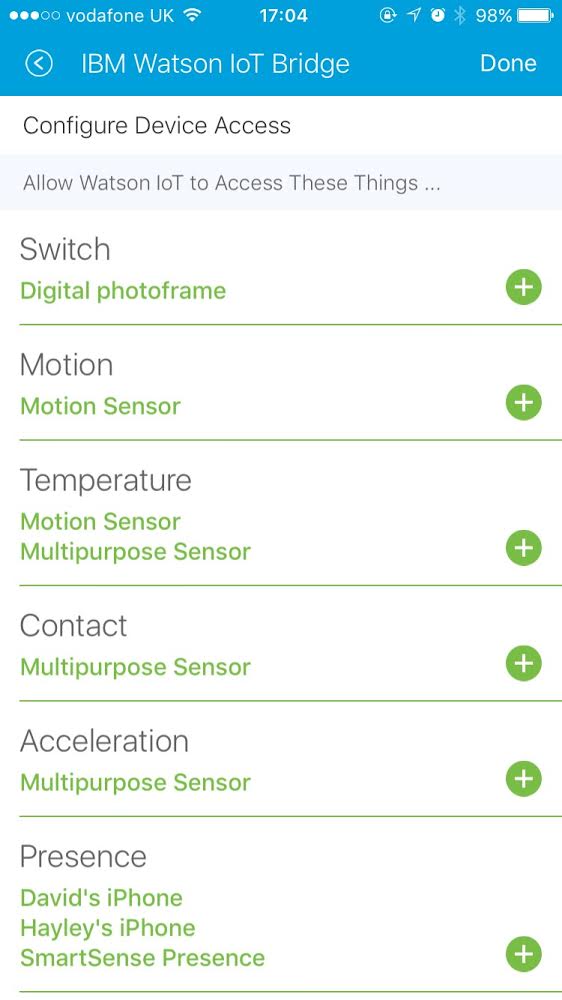 vodafone UK 17:04 98%
IBM Watson IoT Bridge Done
Configure Device Access
Allow Watson IoT to Access These Things ...
Switch
Digital photoframe
Motion
Motion Sensor
Temperature
Motion Sensor
Multipurpose Sensor
Contact
Multipurpose Sensor
Acceleration
Multipurpose Sensor
Presence
David's iPhone
Hayley's iPhone
SmartSense Presence